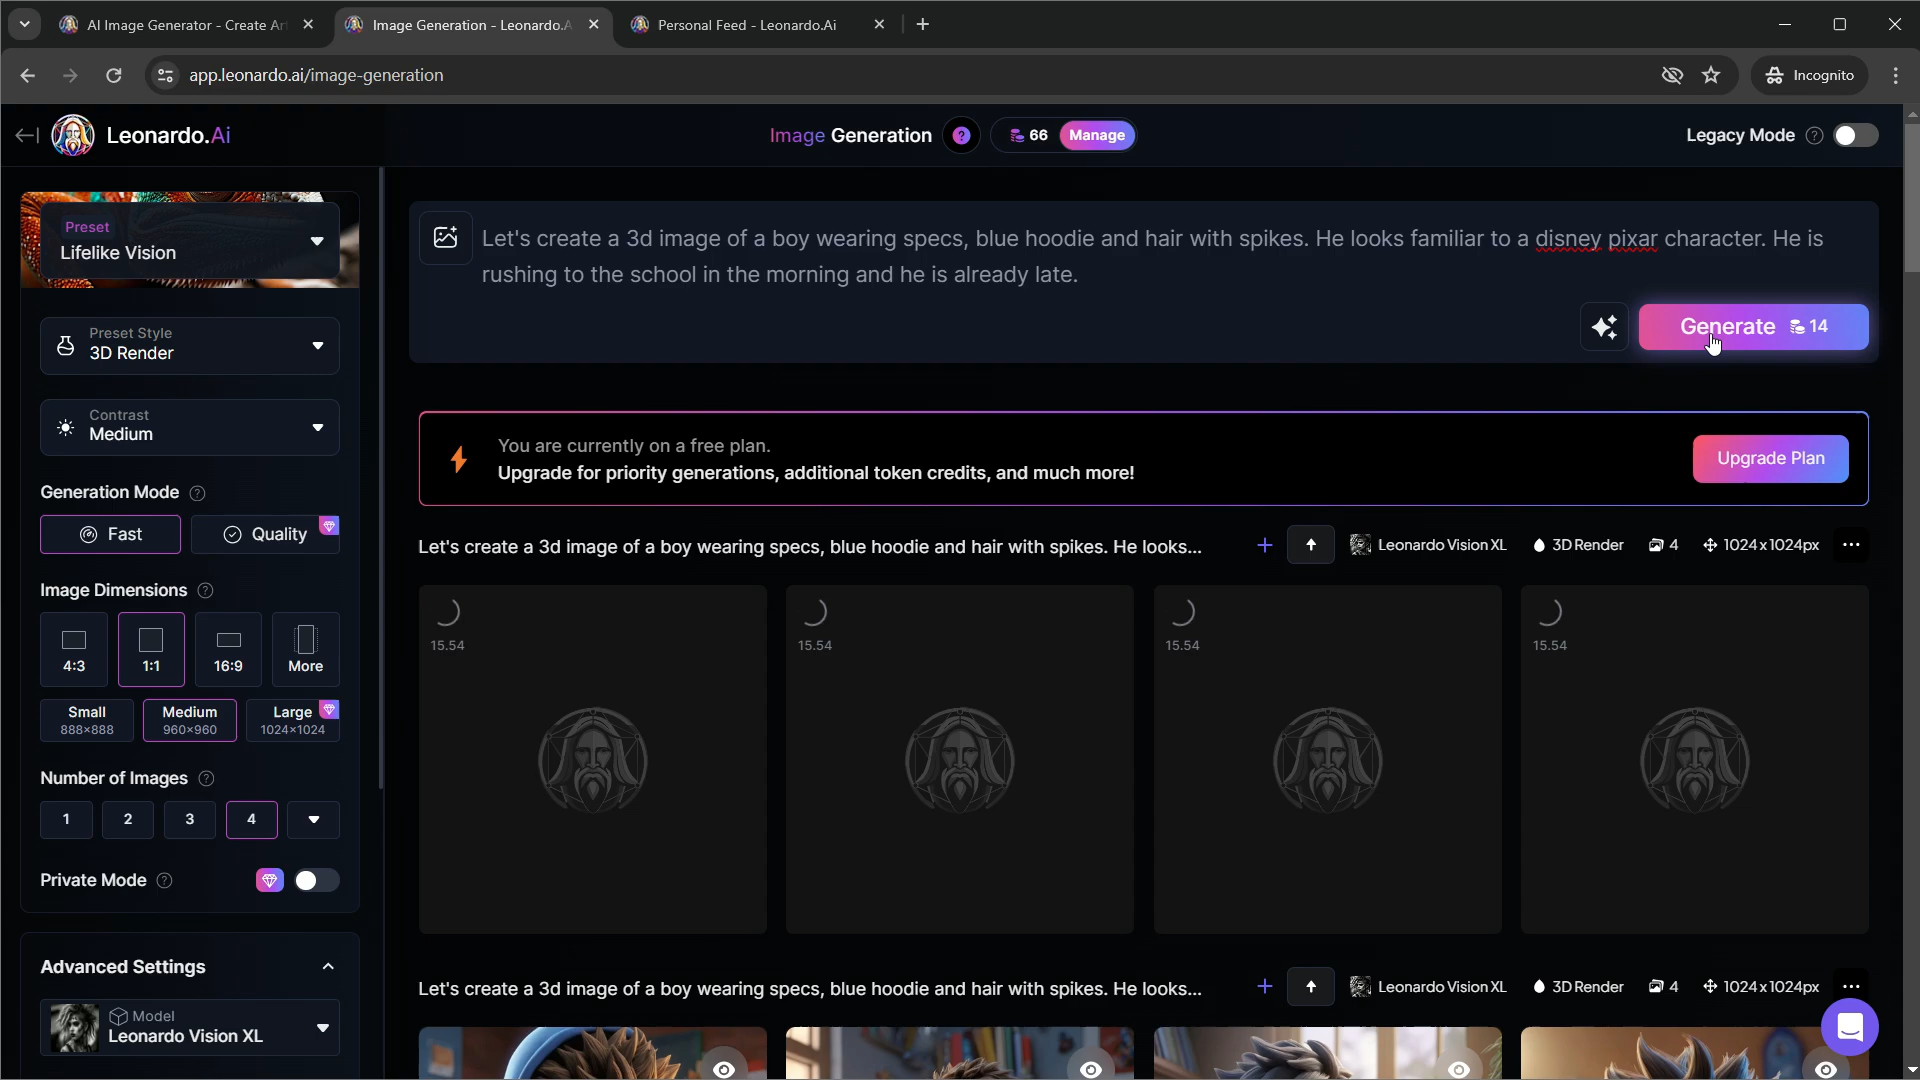 AI Image Generator - Create Ar
Image Generation - Leonardo.A
Personal Feed - Leonardo.Ai
app.leonardo.ai/image-generation
Incognito
Leonardo.Ai
Image Generation
?
66
Manage
Legacy Mode ?
Preset
Lifelike Vision
Let's create a 3d image of a boy wearing specs, blue hoodie and hair with spikes. He looks familiar to a disney pixar character. He is
rushing to the school in the morning and he is already late.
Generate 14
Preset Style
3D Render
Contrast
Medium
You are currently on a free plan.
Upgrade for priority generations, additional token credits, and much more!
Upgrade Plan
Generation Mode ?
Fast
Quality
Let's create a 3d image of a boy wearing specs, blue hoodie and hair with spikes. He looks...
Leonardo Vision XL
3D Render
4
1024 x 1024px
Image Dimensions ?
4:3
1:1
16:9
More
15.54
15.54
15.54
15.54
Small
888×888
Medium
960×960
Large
1024×1024
Number of Images ?
1
2
3
4
Private Mode ?
Advanced Settings
Model
Leonardo Vision XL
Let's create a 3d image of a boy wearing specs, blue hoodie and hair with spikes. He looks...
Leonardo Vision XL
3D Render
4
1024 x 1024px